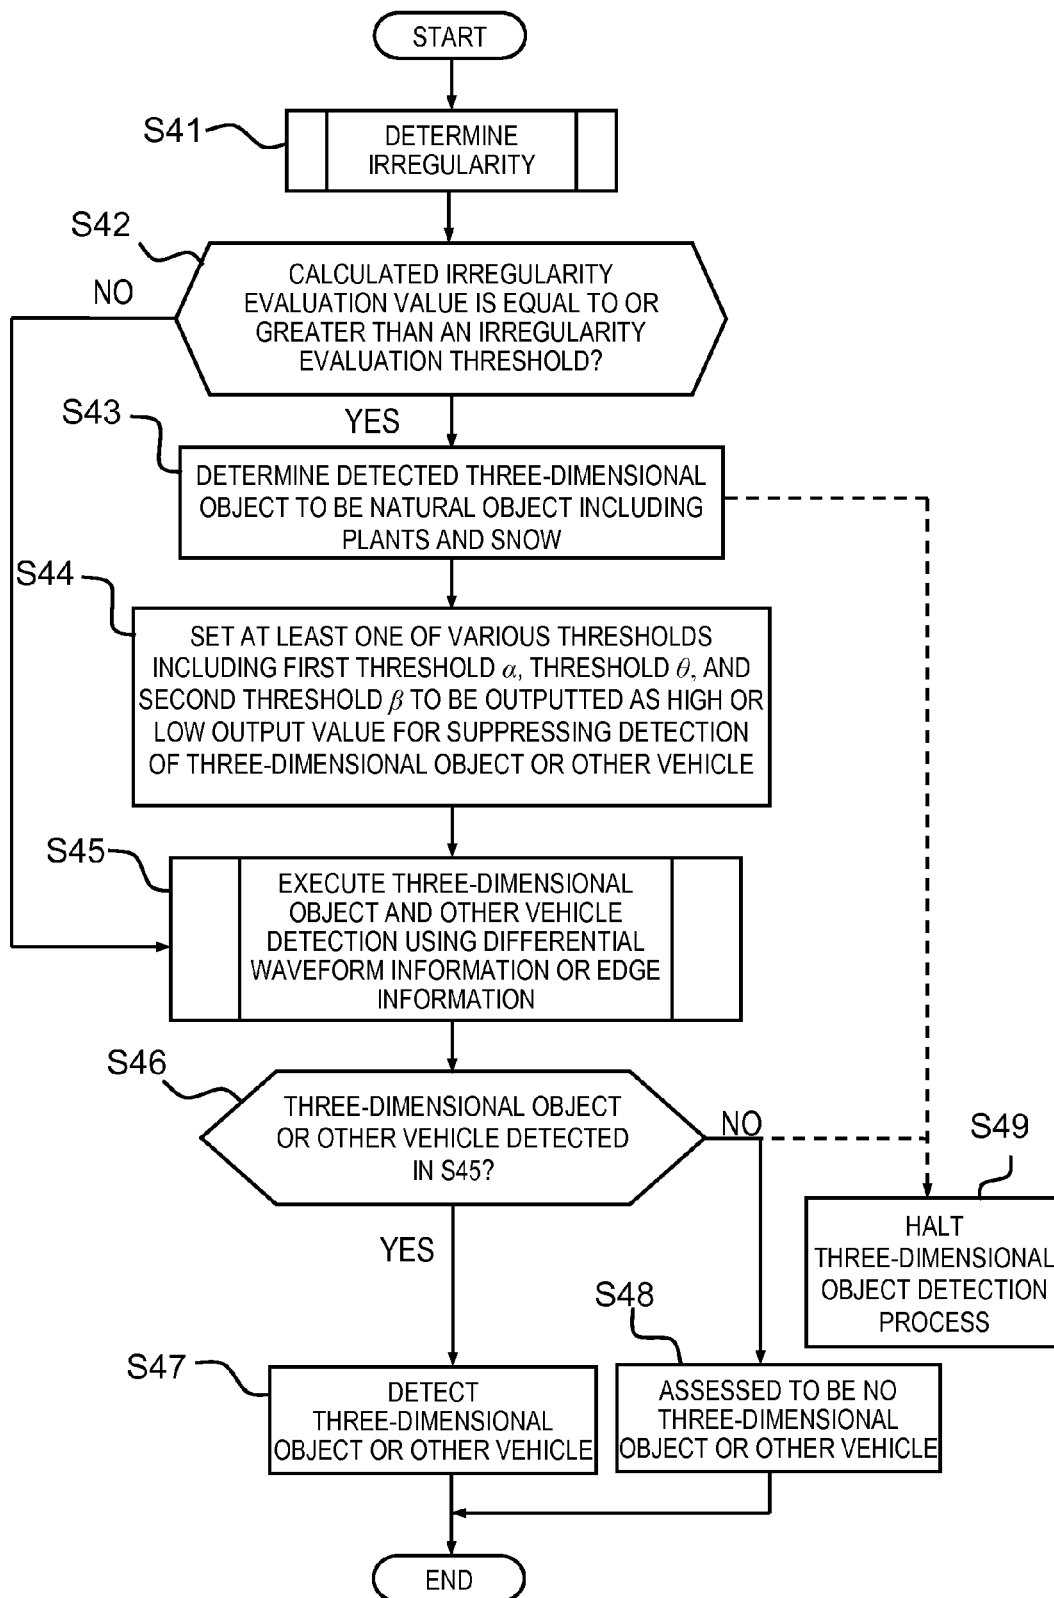 START
S41
DETERMINE
IRREGULARITY
S42
CALCULATED IRREGULARITY
EVALUATION VALUE IS EQUAL TO OR
GREATER THAN AN IRREGULARITY
EVALUATION THRESHOLD?
NO
YES
S43
DETERMINE DETECTED THREE-DIMENSIONAL
OBJECT TO BE NATURAL OBJECT INCLUDING
PLANTS AND SNOW
S44
SET AT LEAST ONE OF VARIOUS THRESHOLDS
INCLUDING FIRST THRESHOLD α, THRESHOLD θ, AND
SECOND THRESHOLD β TO BE OUTPUTTED AS HIGH OR
LOW OUTPUT VALUE FOR SUPPRESSING DETECTION
OF THREE-DIMENSIONAL OBJECT OR OTHER VEHICLE
S45
EXECUTE THREE-DIMENSIONAL
OBJECT AND OTHER VEHICLE
DETECTION USING DIFFERENTIAL
WAVEFORM INFORMATION OR EDGE
INFORMATION
S46
THREE-DIMENSIONAL OBJECT
OR OTHER VEHICLE DETECTED
IN S45?
NO
YES
S49
HALT
THREE-DIMENSIONAL
OBJECT DETECTION
PROCESS
S47
DETECT
THREE-DIMENSIONAL
OBJECT OR OTHER VEHICLE
S48
ASSESSED TO BE NO
THREE-DIMENSIONAL
OBJECT OR OTHER VEHICLE
END